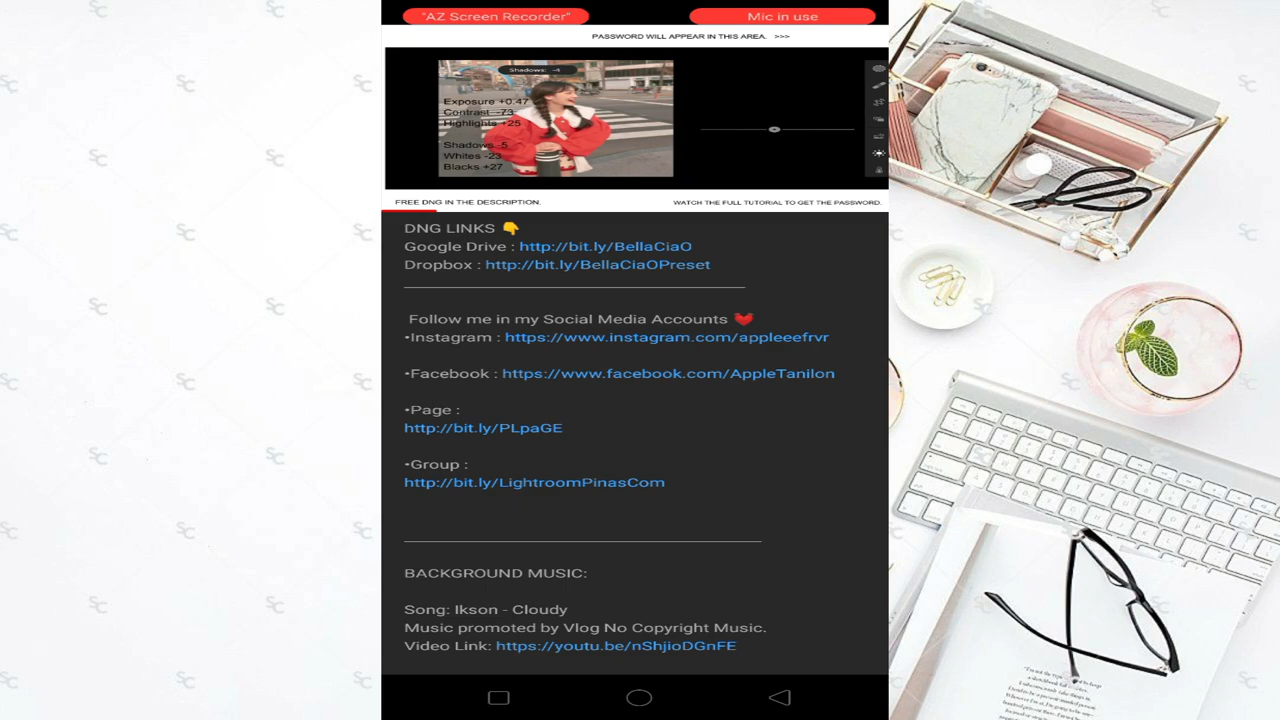 "AZ Screen Recorder"
Mic in use
PASSWORD WILL APPEAR IN THIS AREA. >>>
Shadows: -4
Exposure +0.47
Contrast -73
Highlights +25
Shadows -5
Whites -23
Blacks +27
FREE DNG IN THE DESCRIPTION.
WATCH THE FULL TUTORIAL TO GET THE PASSWORD.
DNG LINKS 👇
Google Drive : http://bit.ly/BellaCiaO
Dropbox : http://bit.ly/BellaCiaOPreset
Follow me in my Social Media Accounts 💓
•Instagram : https://www.instagram.com/appleeefrvr
•Facebook : https://www.facebook.com/AppleTanilon
•Page :
http://bit.ly/PLpaGE
•Group :
http://bit.ly/LightroomPinasCom
BACKGROUND MUSIC:
Song: Ikson - Cloudy
Music promoted by Vlog No Copyright Music.
Video Link: https://youtu.be/nShjioDGnFE